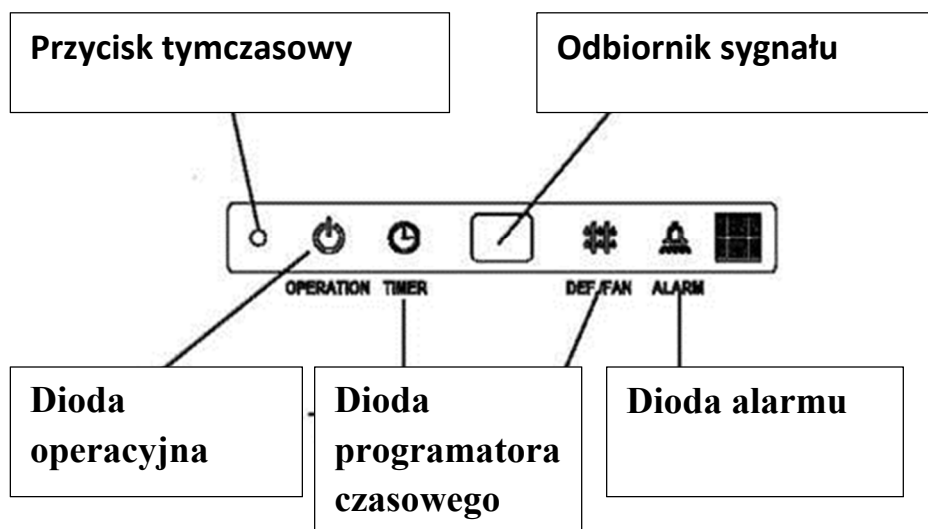 Przycisk tymczasowy
Odbiornik sygnału
OPERATION TIMER
DEF./FAN ALARM
Dioda
operacyjna
Dioda
programatora
czasowego
Dioda alarmu